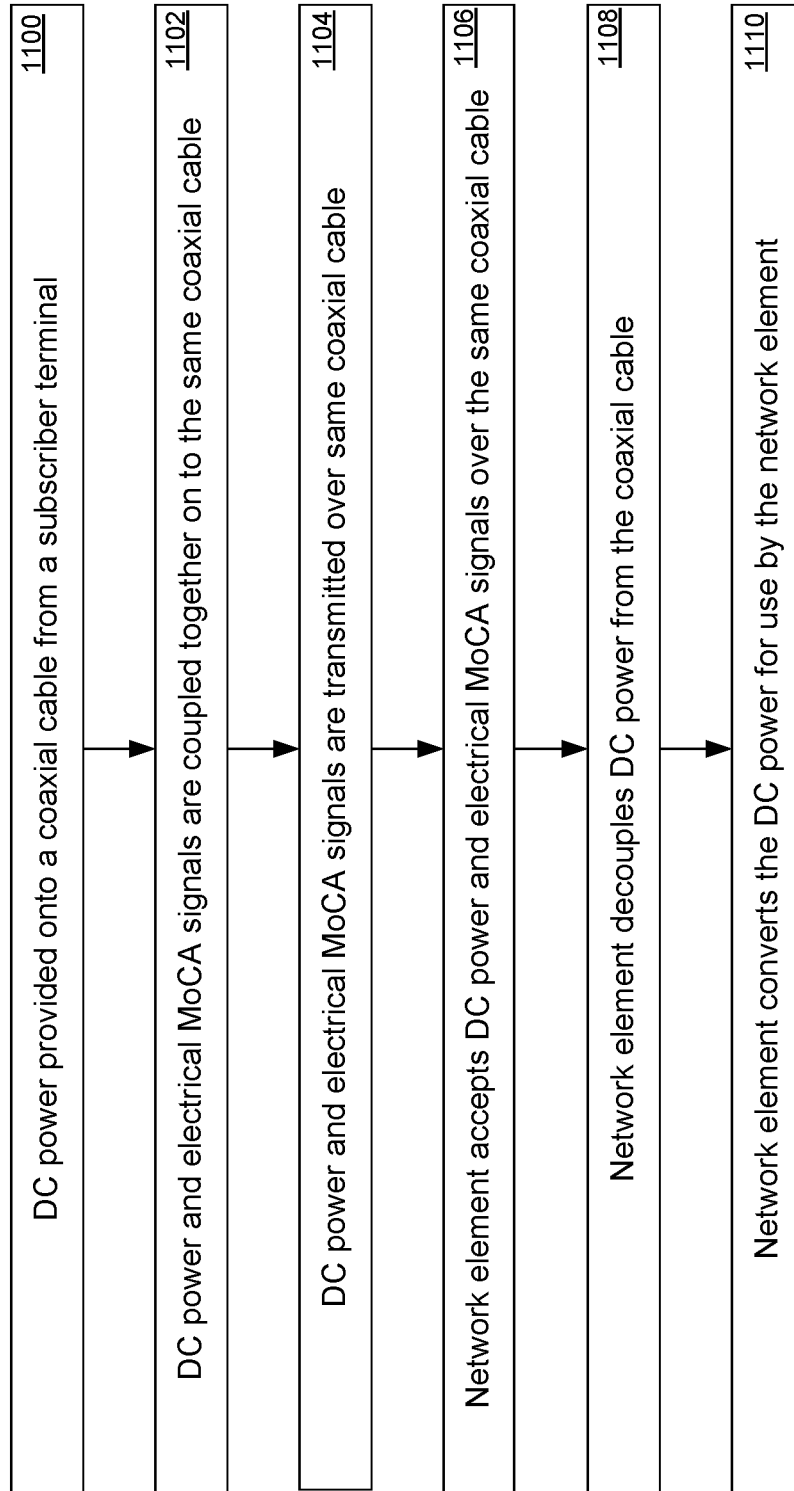 DC power provided onto a coaxial cable from a subscriber terminal 1100
DC power and electrical MoCA signals are coupled together on to the same coaxial cable 1102
DC power and electrical MoCA signals are transmitted over same coaxial cable 1104
Network element accepts DC power and electrical MoCA signals over the same coaxial cable 1106
Network element decouples DC power from the coaxial cable 1108
Network element converts the DC power for use by the network element 1110